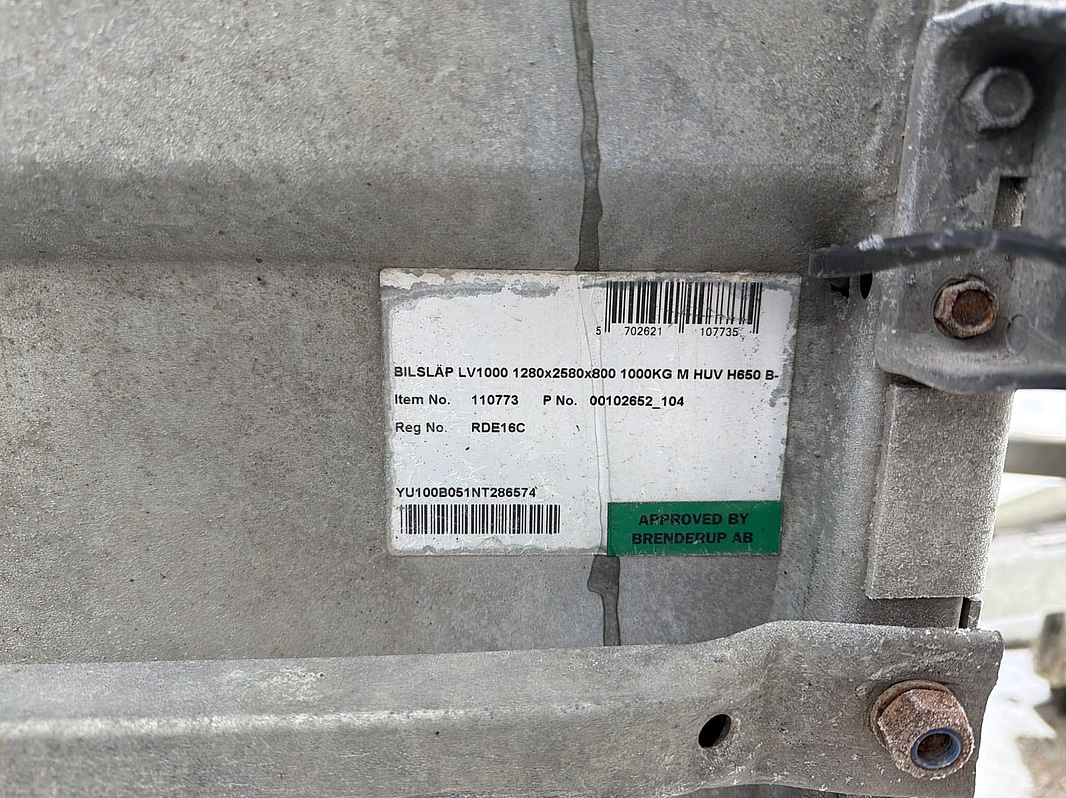 5 702621 107735
BILSLÄP LV1000 1280x2580x800 1000KG M HUV H650 B-
Item No. 110773 P No. 00102652_104
Reg No. RDE16C
YU100B051NT286574
APPROVED BY
BRENDERUP AB